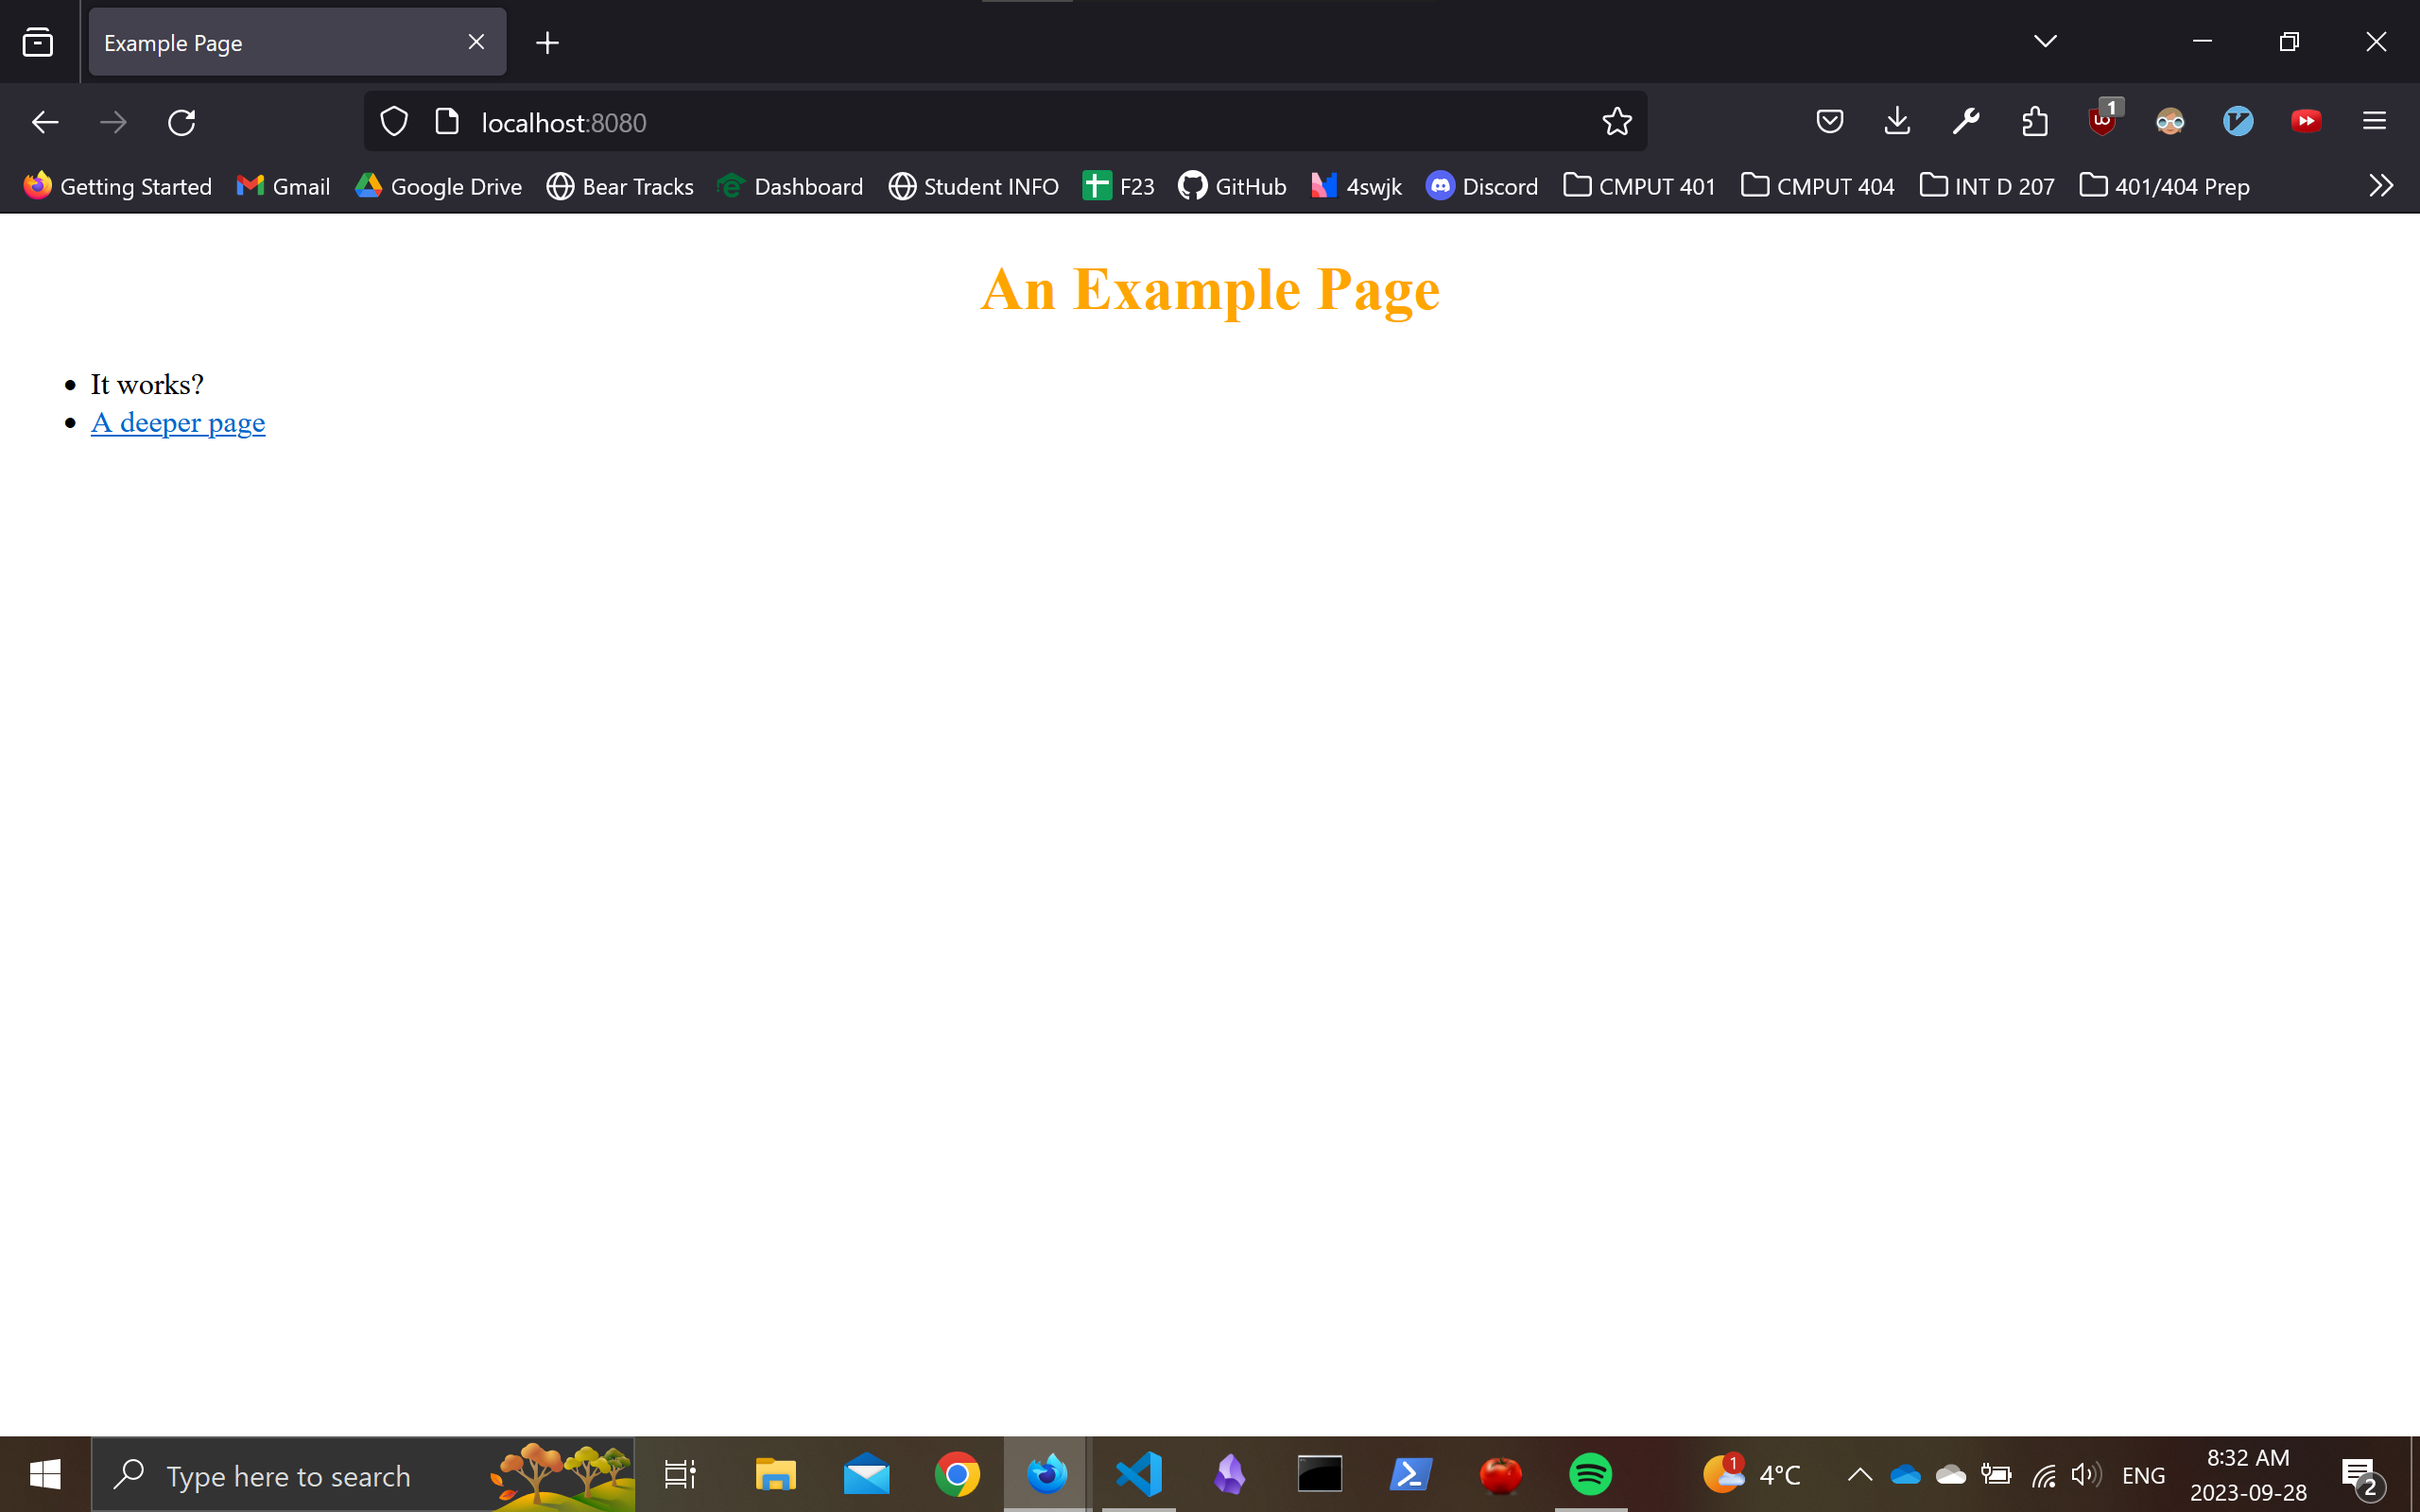 Example Page
localhost:8080
1
Getting Started Gmail Google Drive Bear Tracks Dashboard Student INFO F23 GitHub 4swjk Discord CMPUT 401 CMPUT 404 INT D 207 401/404 Prep
An Example Page
It works?
A deeper page
Type here to search
1 4°C ENG 8:32 AM
2023-09-28
2